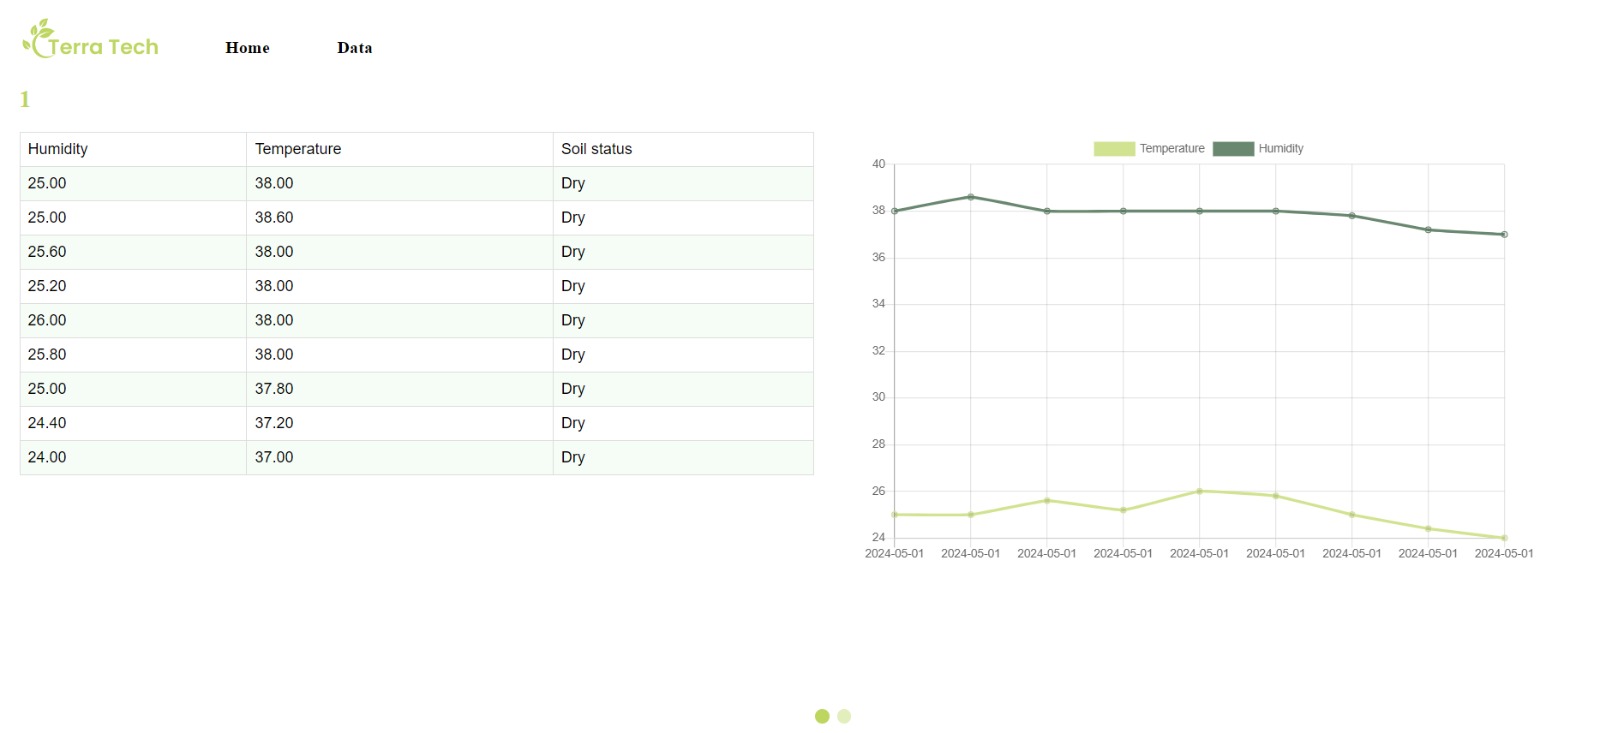 Terra Tech Home Data
1
Humidity Temperature Soil status
25.00 38.00 Dry
25.00 38.60 Dry
25.60 38.00 Dry
25.20 38.00 Dry
26.00 38.00 Dry
25.80 38.00 Dry
25.00 37.80 Dry
24.40 37.20 Dry
24.00 37.00 Dry
Temperature Humidity
40
38
36
34
32
30
28
26
24
2024-05-01 2024-05-01 2024-05-01 2024-05-01 2024-05-01 2024-05-01 2024-05-01 2024-05-01 2024-05-01